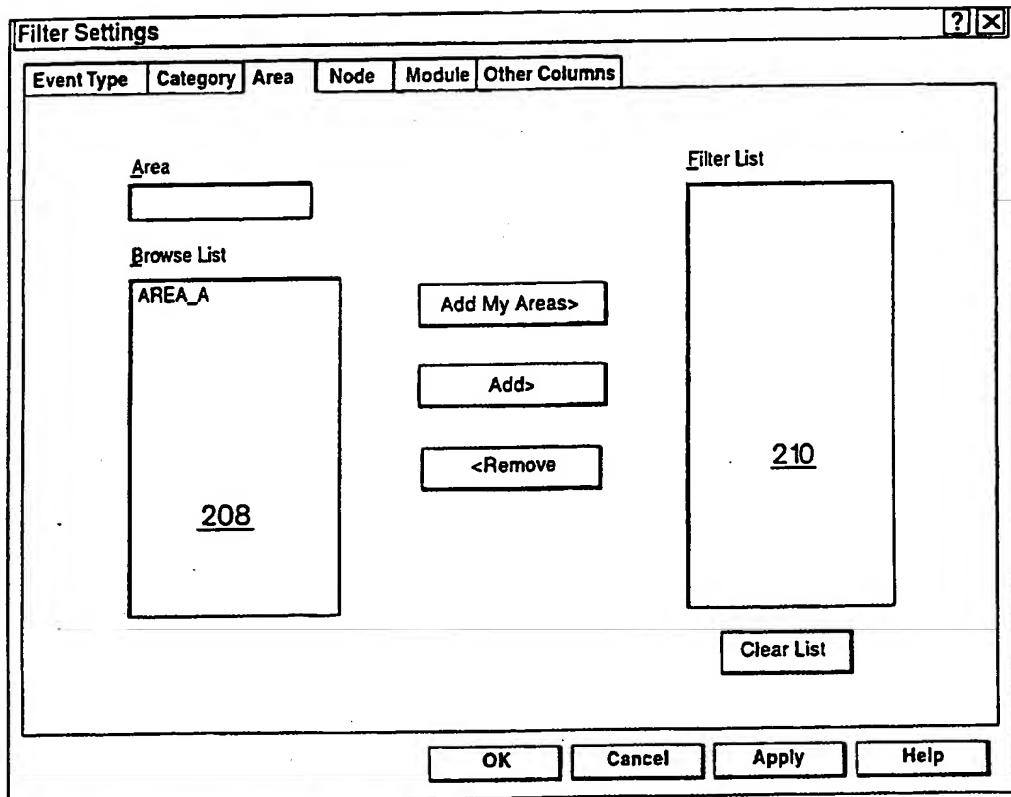 Filter Settings ? X
Event Type Category Area Node Module Other Columns
Area
Filter List
Browse List
AREA_A
Add My Areas>
Add>
<Remove
208
210
Clear List
OK Cancel Apply Help